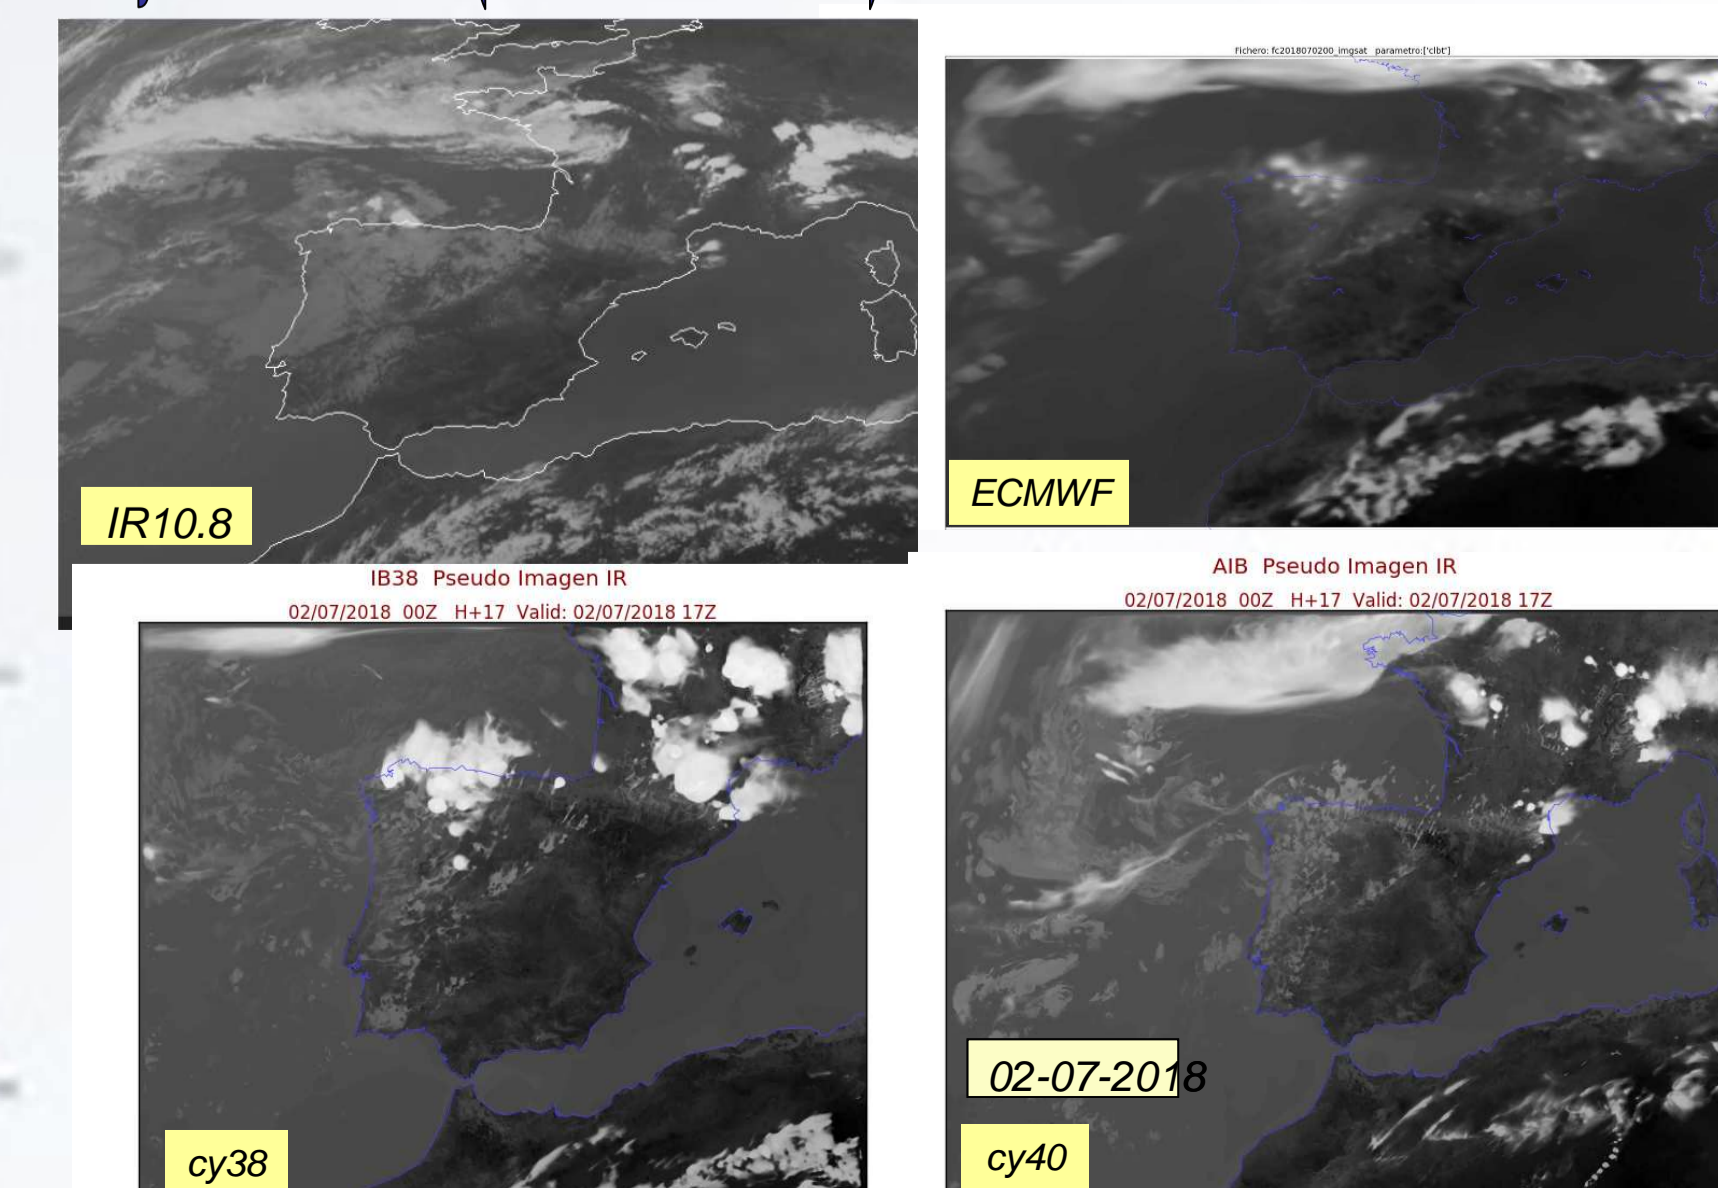 Fichero: fc2018070200_imgsat   parametro:['clbt']
IR10.8
ECMWF
IB38  Pseudo Imagen IR
02/07/2018  00Z   H+17  Valid: 02/07/2018 17Z
AIB  Pseudo Imagen IR
02/07/2018  00Z   H+17  Valid: 02/07/2018 17Z
02-07-2018
cy38
cy40